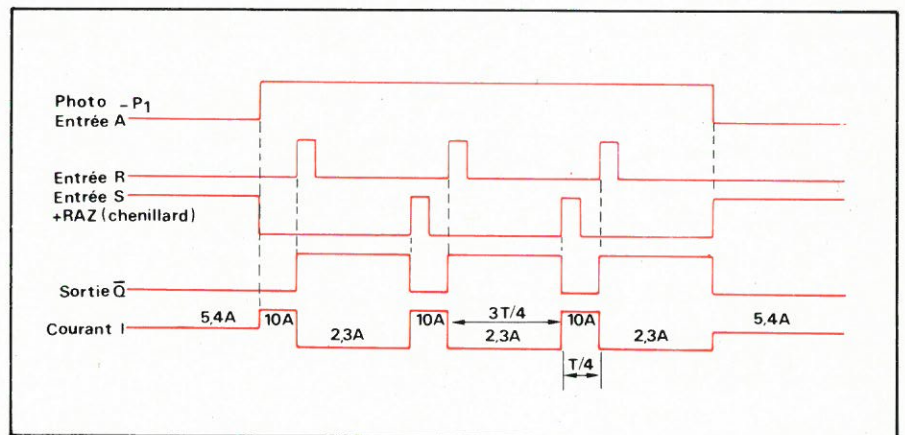 Photo - P1
Entrée A
Entrée R
Entrée S
+RAZ (chenillard)
Sortie Q̅
Courant I
5,4A
10A
2,3A
10A
3T/4
2,3A
10A
T/4
2,3A
5,4A